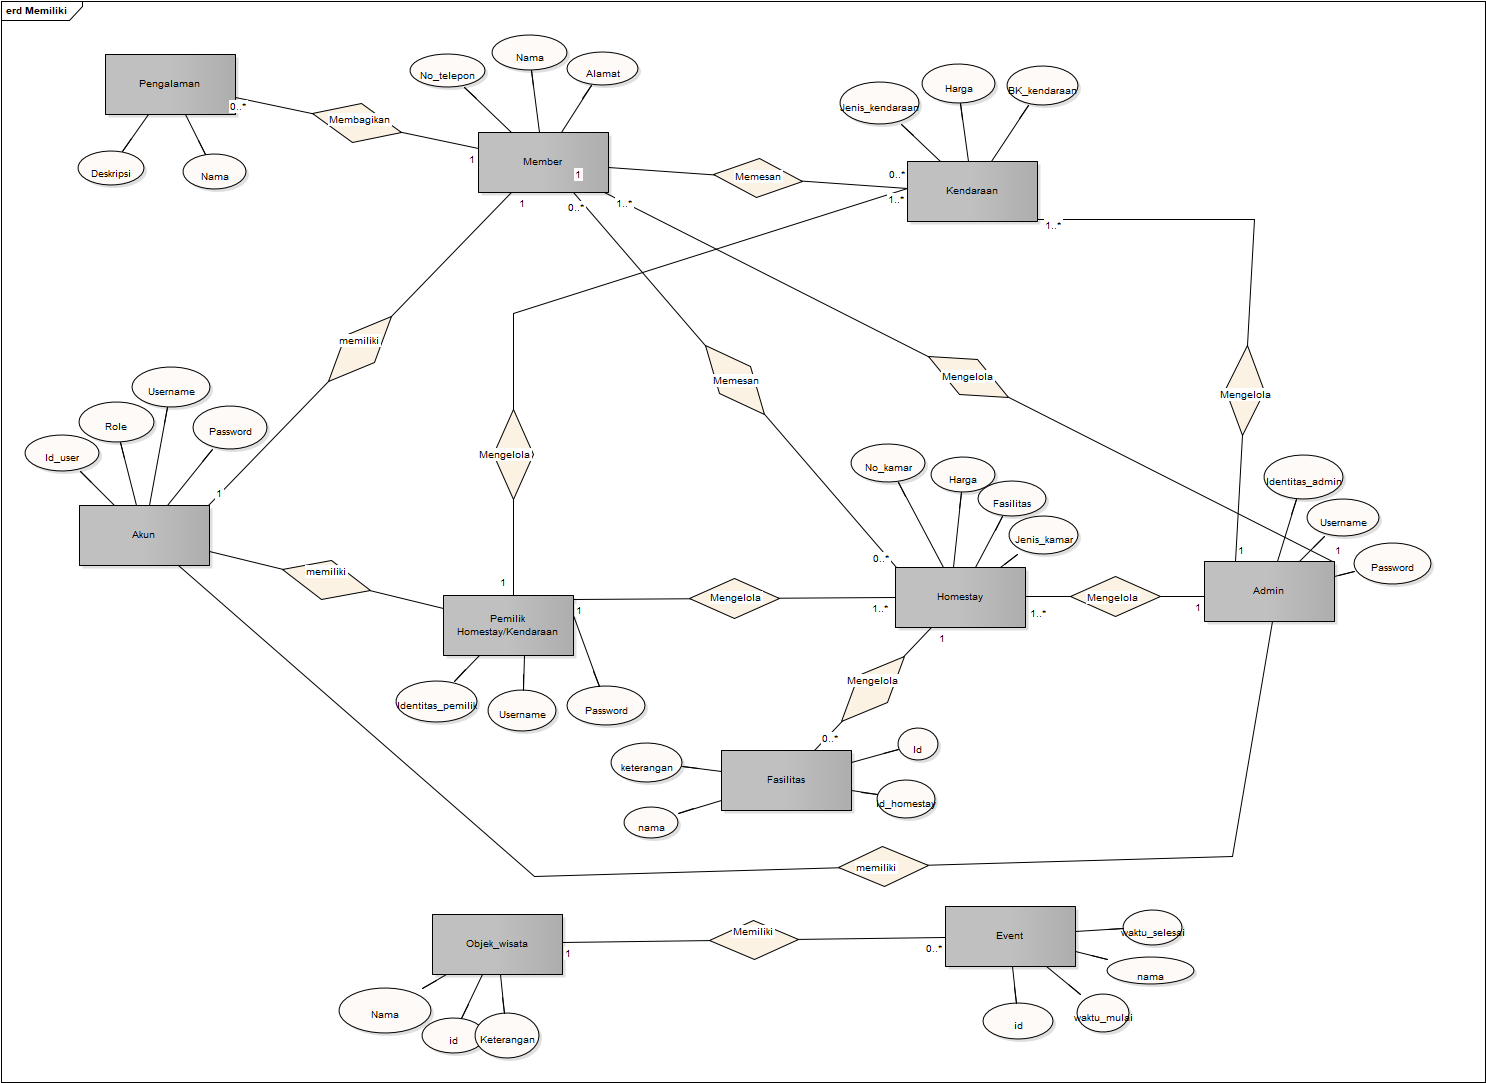 erd Memiliki
Pengalaman
0..*
Deskripsi
Nama
Membagikan
No_telepon
Nama
Alamat
Member
1
1
1
0..*
1..*
Memesan
Jenis_kendaraan
Harga
BK_kendaraan
Kendaraan
0..*
1..*
1..*
memiliki
Memesan
Mengelola
Mengelola
Mengelola
Id_user
Role
Username
Password
1
Akun
memiliki
1
Pemilik
Homestay/Kendaraan
1
Identitas_pemilik
Username
Password
Mengelola
No_kamar
Harga
Fasilitas
Jenis_kamar
0..*
1..*
Homestay
1..*
1
Mengelola
Identitas_admin
Username
Password
1
1
1
Admin
Mengelola
0..*
keterangan
nama
Fasilitas
Id
id_homestay
memiliki
Objek_wisata
1
Nama
id
Keterangan
Memiliki
0..*
Event
waktu_selesai
nama
waktu_mulai
id